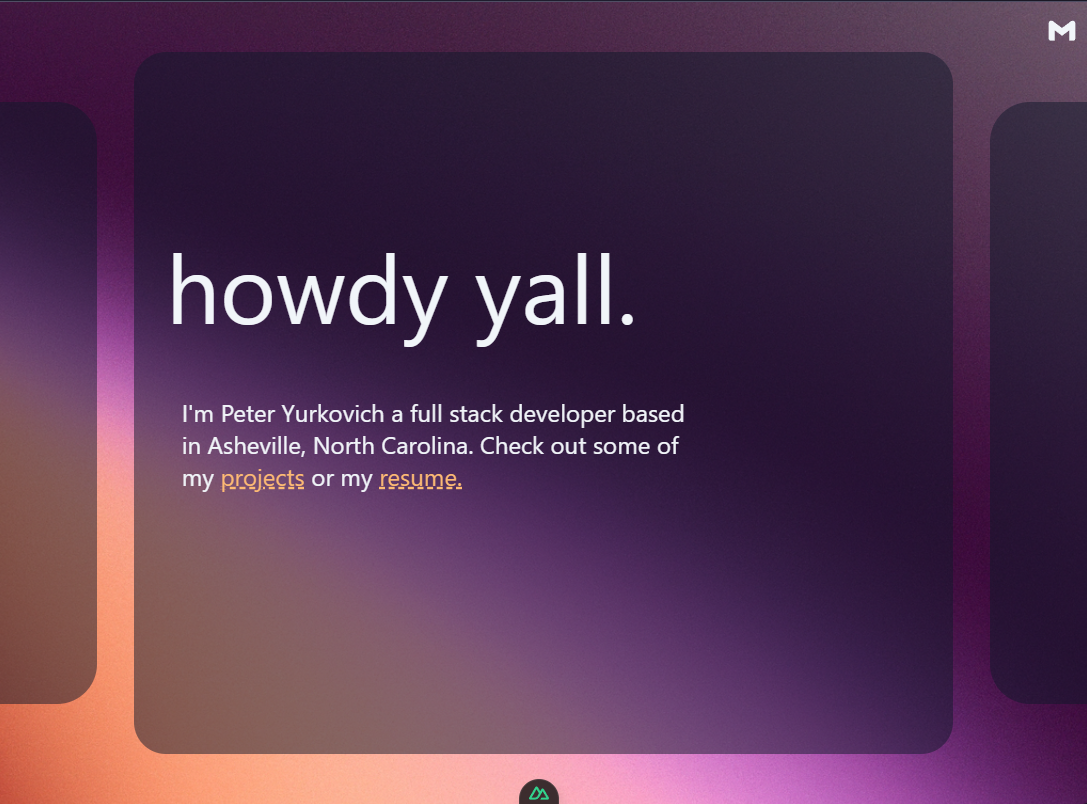 howdy yall.
I'm Peter Yurkovich a full stack developer based
in Asheville, North Carolina. Check out some of
my projects or my resume.